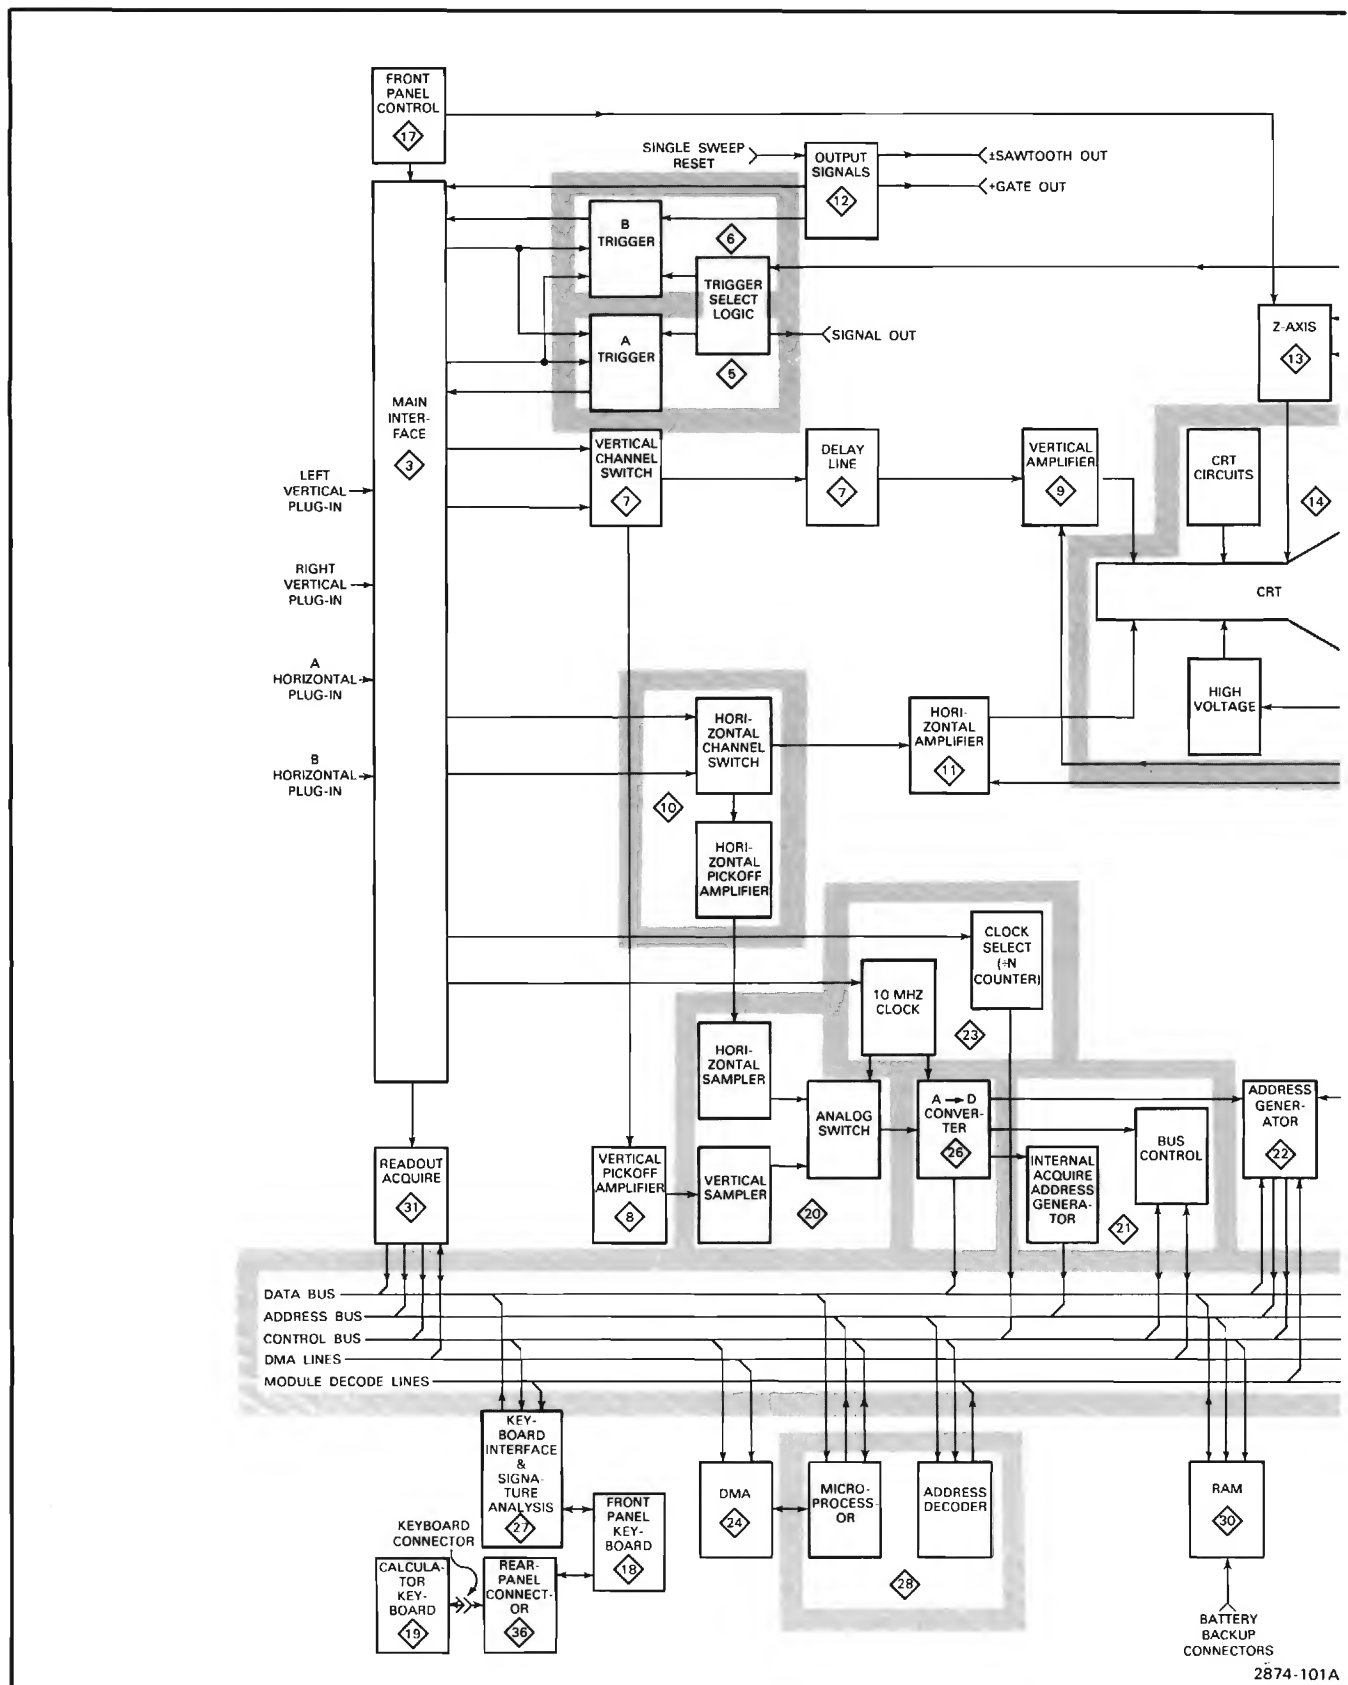 FRONT
PANEL
CONTROL
17
SINGLE SWEEP
RESET
OUTPUT
SIGNALS
12
±SAWTOOTH OUT
+GATE OUT
B
TRIGGER
6
TRIGGER
SELECT
LOGIC
A
TRIGGER
5
SIGNAL OUT
Z-AXIS
13
MAIN
INTER-
FACE
3
LEFT
VERTICAL
PLUG-IN
RIGHT
VERTICAL
PLUG-IN
A
HORIZONTAL
PLUG-IN
B
HORIZONTAL
PLUG-IN
VERTICAL
CHANNEL
SWITCH
7
DELAY
LINE
7
VERTICAL
AMPLIFIER
9
CRT
CIRCUITS
14
CRT
HIGH
VOLTAGE
HORI-
ZONTAL
CHANNEL
SWITCH
10
HORI-
ZONTAL
AMPLIFIER
11
HORI-
ZONTAL
PICKOFF
AMPLIFIER
CLOCK
SELECT
(÷N
COUNTER)
10 MHZ
CLOCK
23
HORI-
ZONTAL
SAMPLER
ANALOG
SWITCH
A → D
CONVER-
TER
26
BUS
CONTROL
ADDRESS
GENER-
ATOR
22
READOUT
ACQUIRE
31
VERTICAL
PICKOFF
AMPLIFIER
8
VERTICAL
SAMPLER
20
INTERNAL
ACQUIRE
ADDRESS
GENERA-
TOR
21
DATA BUS
ADDRESS BUS
CONTROL BUS
DMA LINES
MODULE DECODE LINES
KEY-
BOARD
INTERFACE
&
SIGNA-
TURE
ANALYSIS
27
DMA
24
MICRO-
PROCESS-
OR
ADDRESS
DECODER
28
RAM
30
FRONT
PANEL
KEY-
BOARD
18
KEYBOARD
CONNECTOR
CALCULA-
TOR
KEY-
BOARD
19
REAR-
PANEL
CONNECT-
OR
36
BATTERY
BACKUP
CONNECTORS
2874-101A